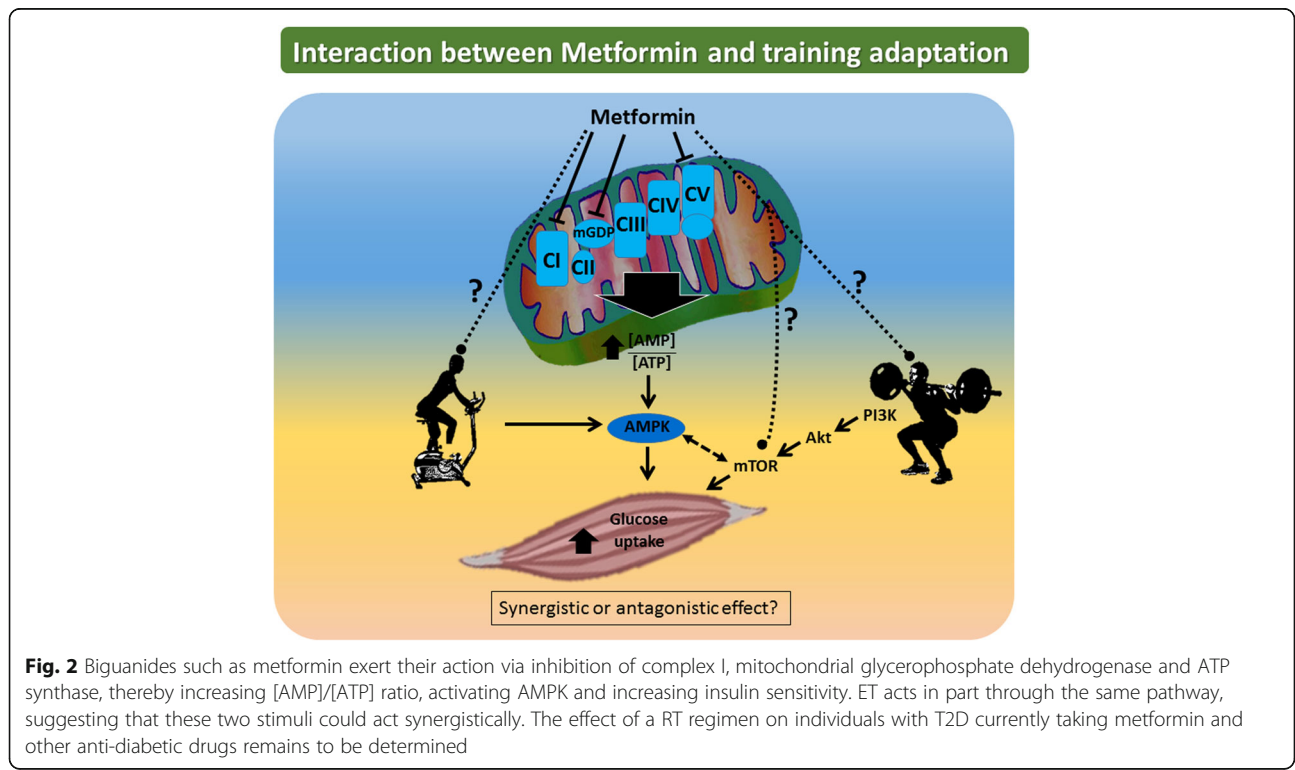 Interaction between Metformin and training adaptation
Metformin
CV
CIV
CIII
mGDP
CI
CII
?
?
?
[AMP]
[ATP]
PI3K
AMPK
Akt
mTOR
Glucose
uptake
Synergistic or antagonistic effect?
Fig. 2 Biguanides such as metformin exert their action via inhibition of complex I, mitochondrial glycerophosphate dehydrogenase and ATP
synthase, thereby increasing [AMP]/[ATP] ratio, activating AMPK and increasing insulin sensitivity. ET acts in part through the same pathway,
suggesting that these two stimuli could act synergistically. The effect of a RT regimen on individuals with T2D currently taking metformin and
other anti-diabetic drugs remains to be determined